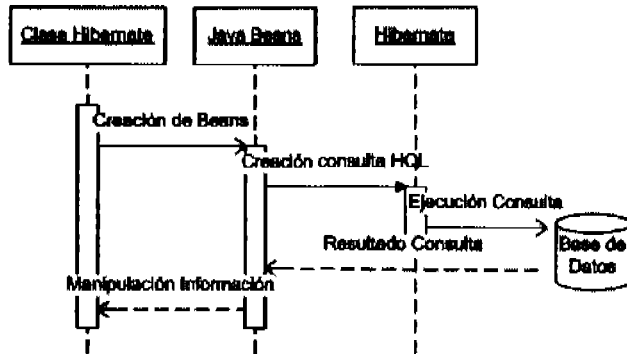 Clase Hibernate
Java Beans
Hibernate
Creación de Beans
Creación consulta HQL
Ejecución Consulta
Resultado Consulta
Base de
Datos
Manipulación Información